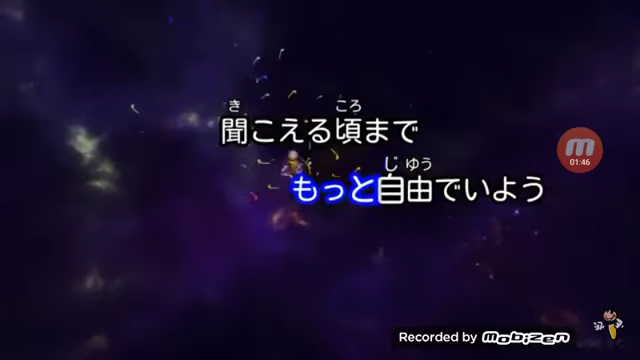 き ころ
聞こえる頃まで
じ ゆう
もっと自由でいよう
01:46
Recorded by Mobizen